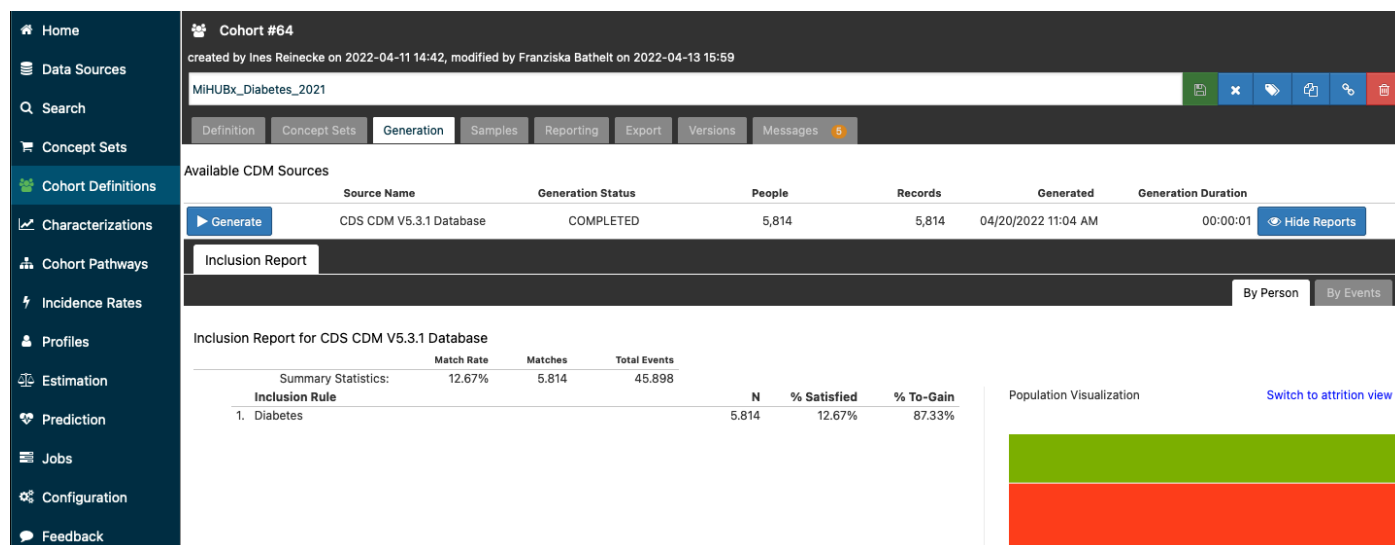 Home
Data Sources
Search
Concept Sets
Cohort Definitions
Characterizations
Cohort Pathways
Incidence Rates
Profiles
Estimation
Prediction
Jobs
Configuration
Feedback
Cohort #64
created by Ines Reinecke on 2022-04-11 14:42, modified by Franziska Bathelt on 2022-04-13 15:59
MiHUBx_Diabetes_2021
Definition Concept Sets Generation Samples Reporting Export Versions Messages 5
Available CDM Sources
Source Name Generation Status People Records Generated Generation Duration
Generate CDS CDM V5.3.1 Database COMPLETED 5,814 5,814 04/20/2022 11:04 AM 00:00:01 Hide Reports
Inclusion Report
By Person By Events
Inclusion Report for CDS CDM V5.3.1 Database
Match Rate Matches Total Events
Summary Statistics: 12.67% 5.814 45.898
Inclusion Rule N % Satisfied % To-Gain
1. Diabetes 5.814 12.67% 87.33%
Population Visualization Switch to attrition view